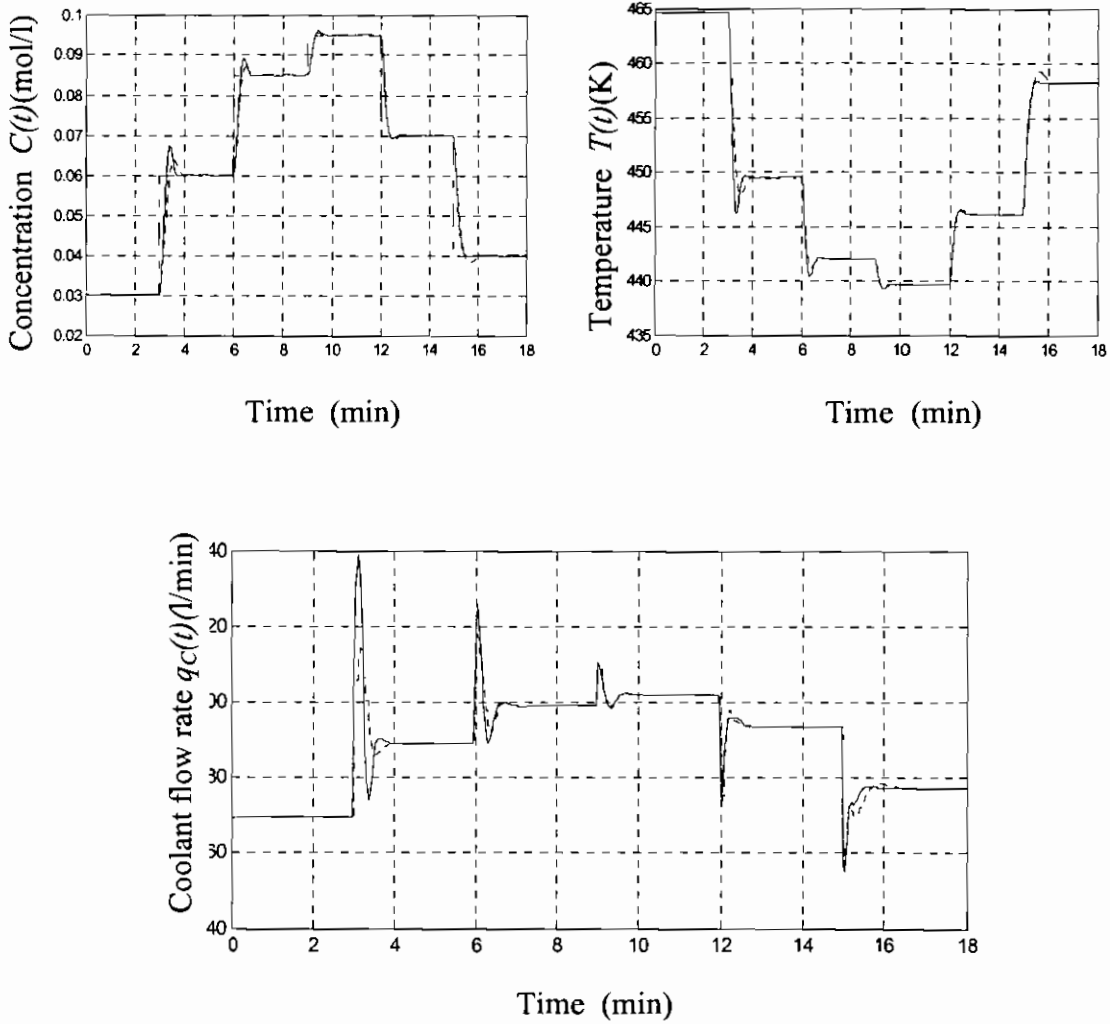 Concentration C(t)(mol/l)
0.1
0.09
0.08
0.07
0.06
0.05
0.04
0.03
0.02
0 2 4 6 8 10 12 14 16 18
Time (min)
Temperature T(t)(K)
465
460
455
450
445
440
435
0 2 4 6 8 10 12 14 16 18
Time (min)
Coolant flow rate qC(t)(l/min)
40
20
00
80
60
40
0 2 4 6 8 10 12 14 16 18
Time (min)